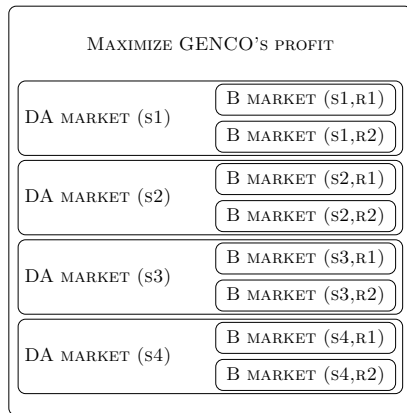 MAXIMIZE GENCO'S PROFIT
DA MARKET (S1)
B MARKET (S1,R1)
B MARKET (S1,R2)
DA MARKET (S2)
B MARKET (S2,R1)
B MARKET (S2,R2)
DA MARKET (S3)
B MARKET (S3,R1)
B MARKET (S3,R2)
DA MARKET (S4)
B MARKET (S4,R1)
B MARKET (S4,R2)